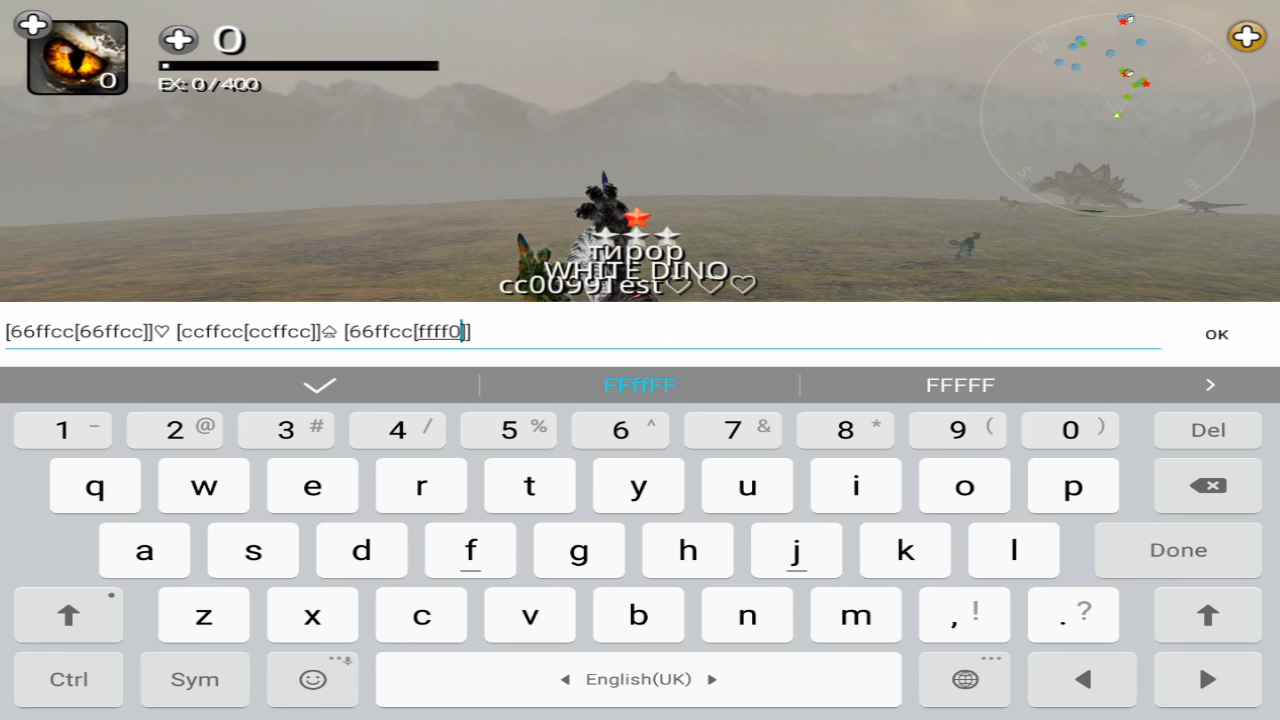 0
0
EX: 0/400
W
N
S
тирор
WHITE DINO
cc0099Test♡♡♡
[66ffcc[66ffcc]]♡ [ccffcc[ccffcc]]♤ [66ffcc[ffff0]]
OK
FFffFF FFFFF
1 - 2 @ 3 # 4 / 5 % 6 ^ 7 & 8 * 9 ( 0 ) Del
q w e r t y u i o p
a s d f g h j k l Done
z x c v b n m , ! . ?
Ctrl Sym English(UK)